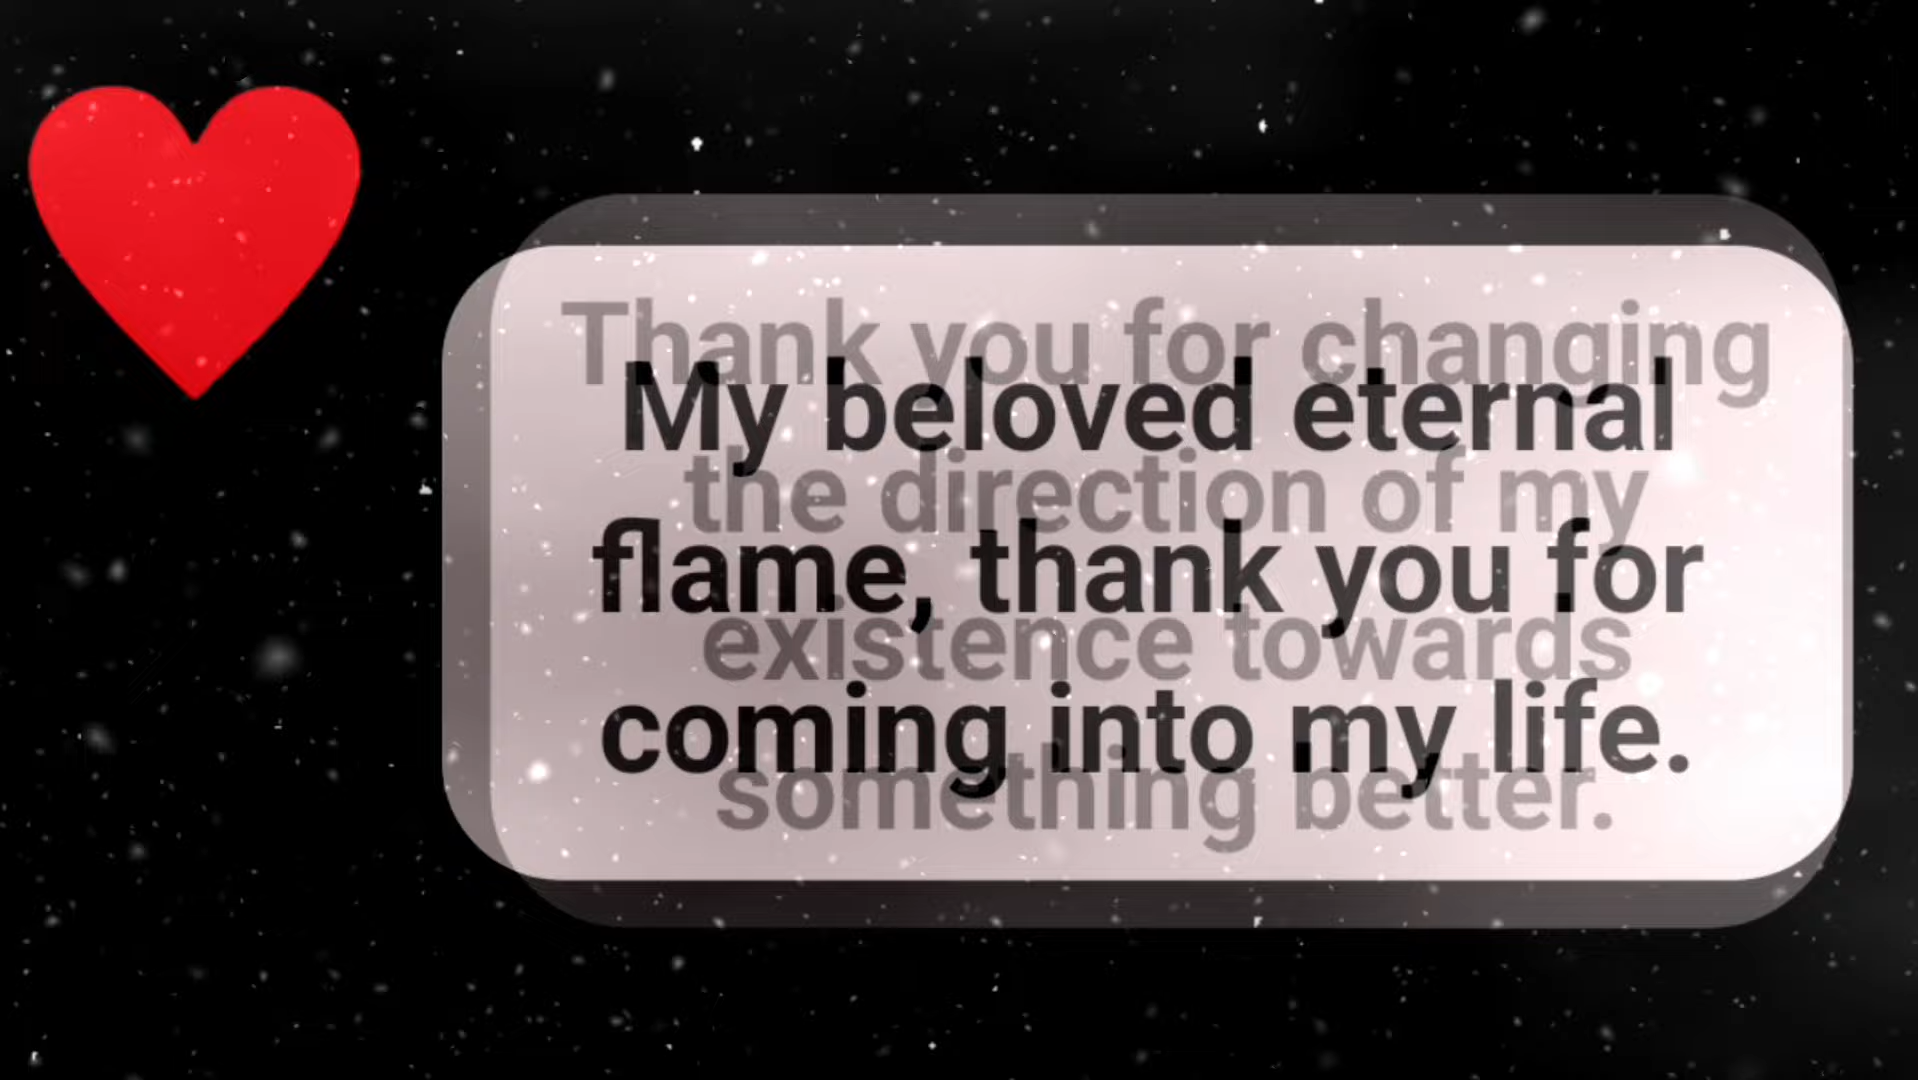 My beloved eternal
flame, thank you for
coming into my life.
Thank you for changing
the direction of my
existence towards
something better.